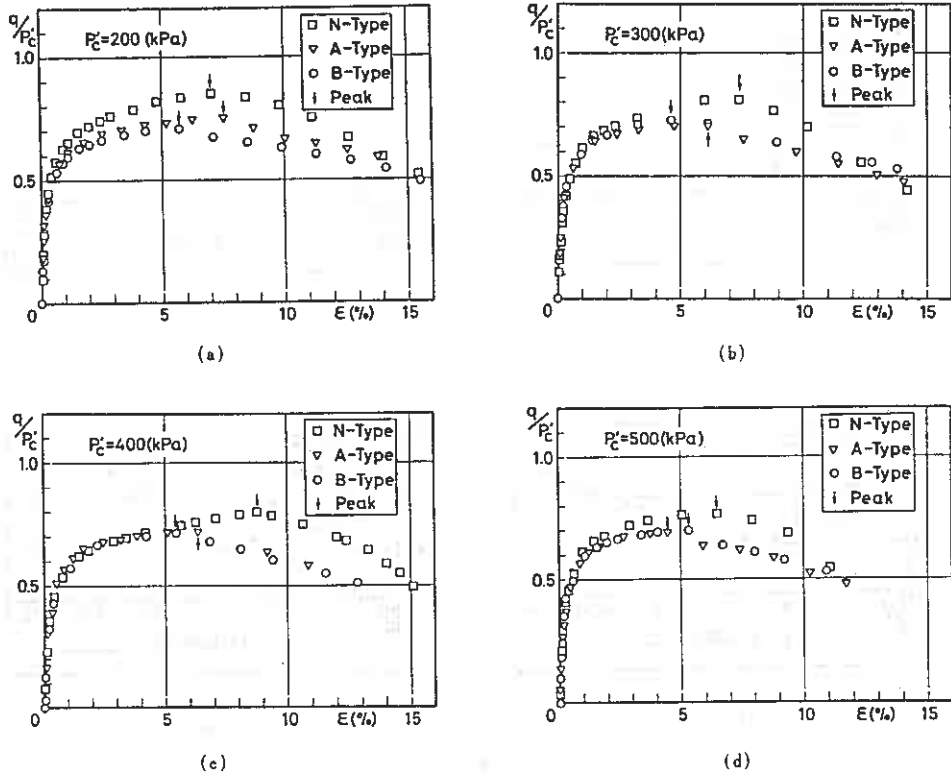 q/P'c
P'c=200 (kPa)
N-Type
A-Type
B-Type
Peak
1.0
0.5
0
5
10
ε(%)
15
(a)
q/P'c
P'c=300 (kPa)
N-Type
A-Type
B-Type
Peak
1.0
0.5
0
5
10
ε(%)
15
(b)
q/P'c
P'c=400(kPa)
N-Type
A-Type
B-Type
Peak
1.0
0.5
0
5
10
ε(%)
15
(c)
q/P'c
P'c=500(kPa)
N-Type
A-Type
B-Type
Peak
1.0
0.5
0
5
10
ε(%)
15
(d)